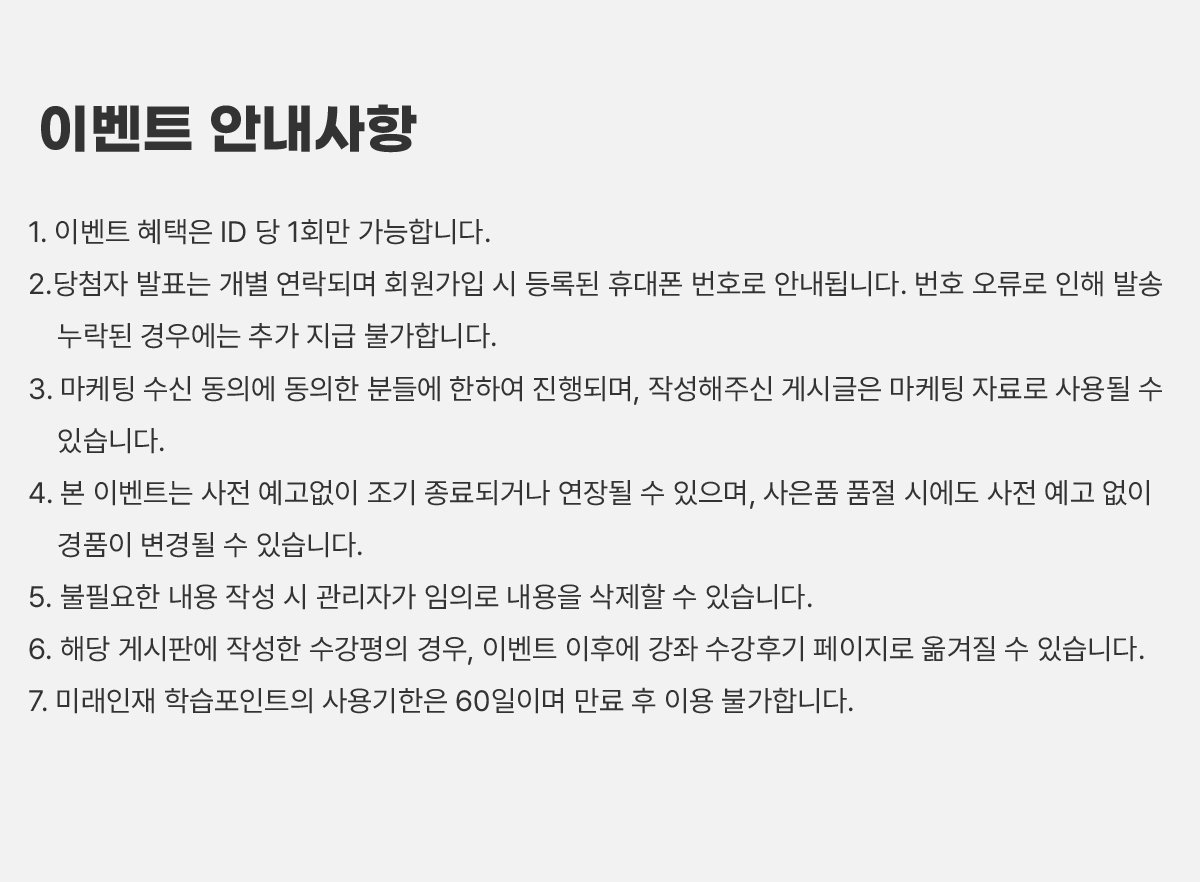 이벤트 안내사항
1. 이벤트 혜택은 ID 당 1회만 가능합니다.
2.당첨자 발표는 개별 연락되며 회원가입 시 등록된 휴대폰 번호로 안내됩니다. 번호 오류로 인해 발송
누락된 경우에는 추가 지급 불가합니다.
3. 마케팅 수신 동의에 동의한 분들에 한하여 진행되며, 작성해주신 게시글은 마케팅 자료로 사용될 수
있습니다.
4. 본 이벤트는 사전 예고없이 조기 종료되거나 연장될 수 있으며, 사은품 품절 시에도 사전 예고 없이
경품이 변경될 수 있습니다.
5. 불필요한 내용 작성 시 관리자가 임의로 내용을 삭제할 수 있습니다.
6. 해당 게시판에 작성한 수강평의 경우, 이벤트 이후에 강좌 수강후기 페이지로 옮겨질 수 있습니다.
7. 미래인재 학습포인트의 사용기한은 60일이며 만료 후 이용 불가합니다.